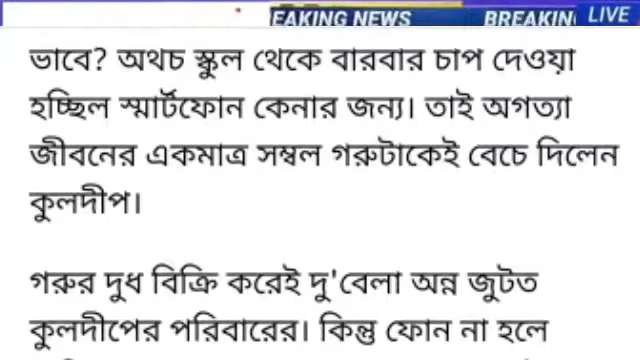 EAKING NEWS BREAKIN LIVE
ভাবে? অথচ স্কুল থেকে বারবার চাপ দেওয়া
হচ্ছিল স্মার্টফোন কেনার জন্য। তাই অগত্যা
জীবনের একমাত্র সম্বল গরুটাকেই বেচে দিলেন
কুলদীপ।
গরুর দুধ বিক্রি করেই দু'বেলা অন্ন জুটত
কুলদীপের পরিবারের। কিন্তু ফোন না হলে